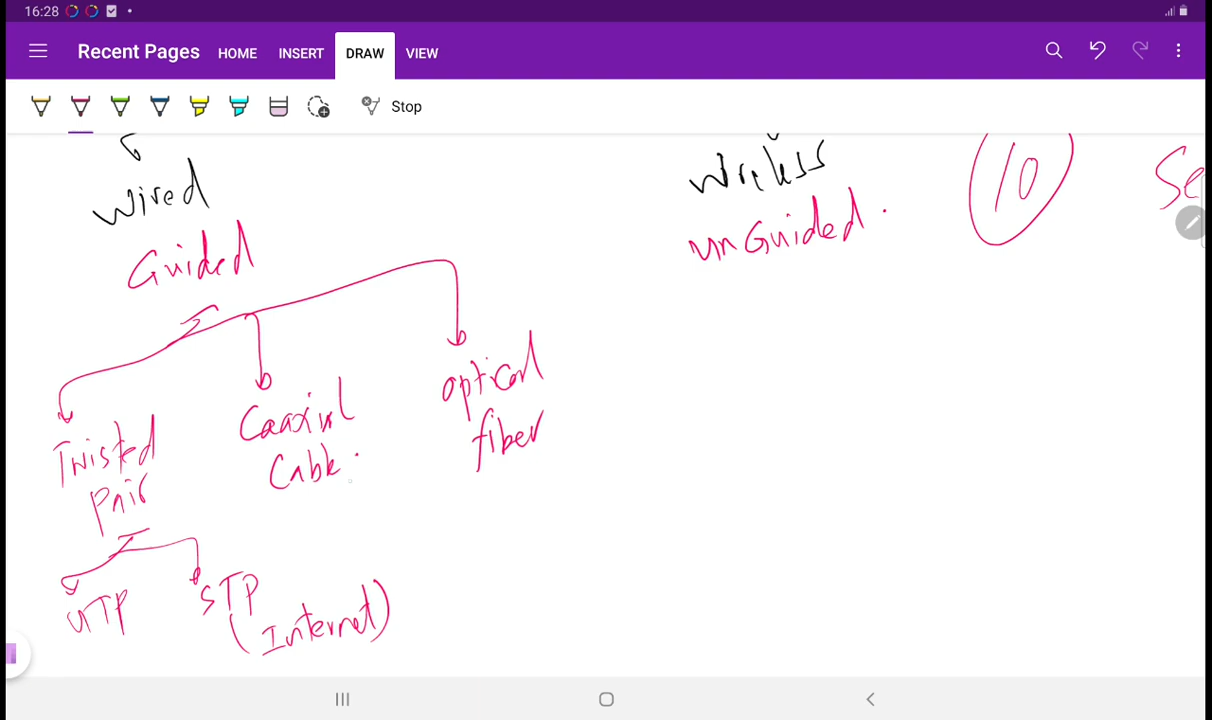 16:28
Recent Pages HOME INSERT DRAW VIEW
Stop
Wired
Guided
Wireless
unGuided.
10
Se
Twisted
Pair
Coaxial
Cable.
optical
fiber
UTP
STP
(Internet)